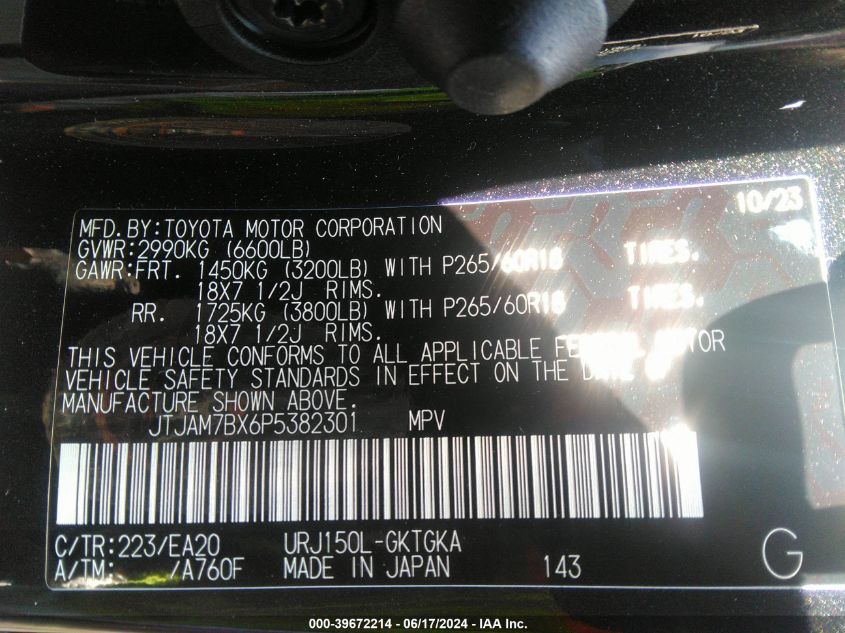 10/23
MFD.BY:TOYOTA MOTOR CORPORATION
GVWR:2990KG (6600LB)
GAWR:FRT. 1450KG (3200LB) WITH P265/60R18 TIRES.
18X7 1/2J RIMS.
RR. 1725KG (3800LB) WITH P265/60R18 TIRES.
18X7 1/2J RIMS.
THIS VEHICLE CONFORMS TO ALL APPLICABLE FEDERAL MOTOR
VEHICLE SAFETY STANDARDS IN EFFECT ON THE DATE OF
MANUFACTURE SHOWN ABOVE.
JTJAM7BX6P5382301 MPV
C/TR:223/EA20 URJ150L-GKTGKA
A/TM: /A760F MADE IN JAPAN 143 G
000-39672214 - 06/17/2024 - IAA Inc.